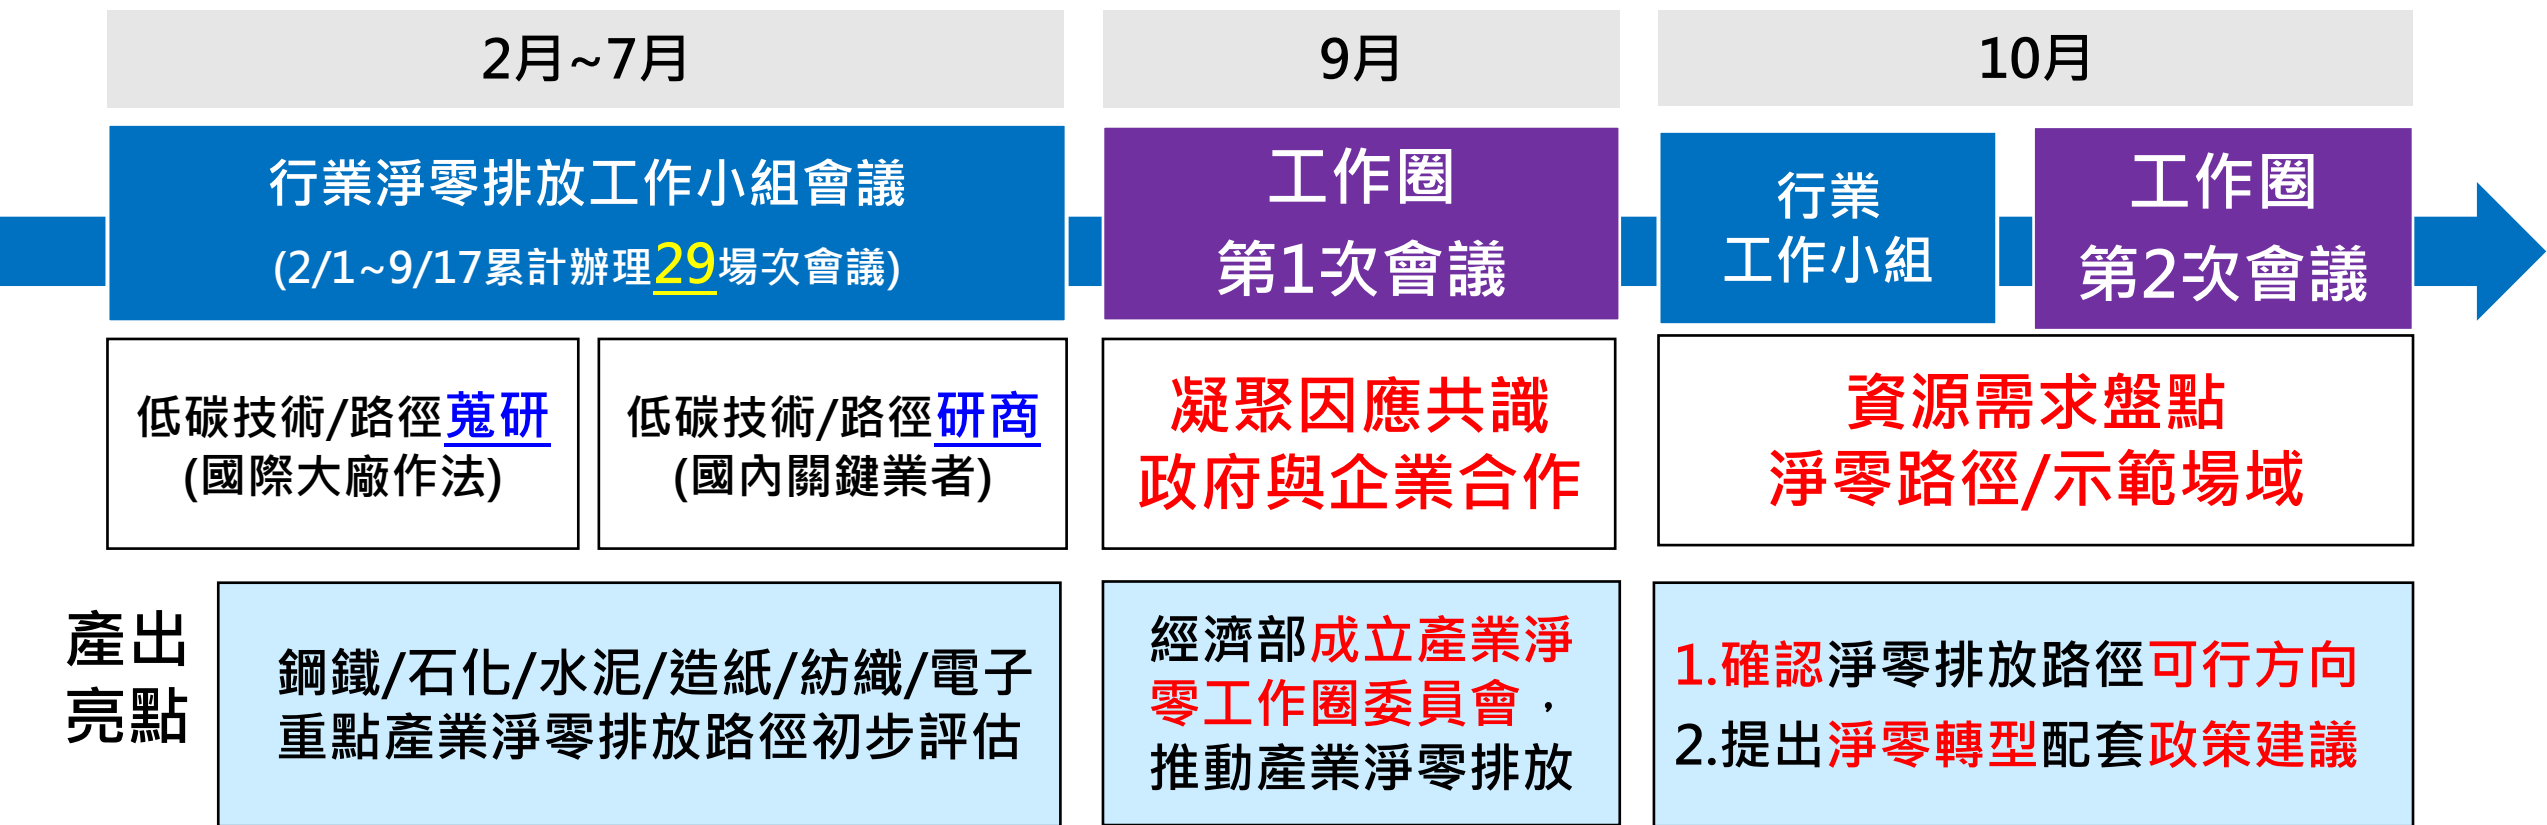 2月~7月
9月
10月
行業淨零排放工作小組會議
(2/1~9/17累計辦理29場次會議)
工作圈
第1次會議
行業
工作小組
工作圈
第2次會議
低碳技術/路徑蒐研
(國際大廠作法)
低碳技術/路徑研商
(國內關鍵業者)
凝聚因應共識
政府與企業合作
資源需求盤點
淨零路徑/示範場域
產出
亮點
鋼鐵/石化/水泥/造紙/紡織/電子
重點產業淨零排放路徑初步評估
經濟部成立產業淨
零工作圈委員會，
推動產業淨零排放
1.確認淨零排放路徑可行方向
2.提出淨零轉型配套政策建議